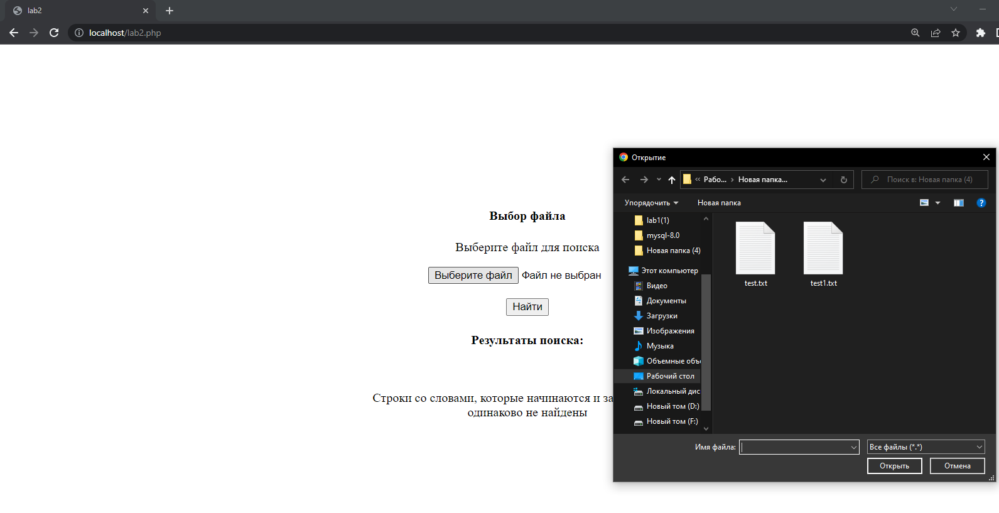 lab2
localhost/lab2.php
Выбор файла
Выберите файл для поиска
Выберите файл Файл не выбран
Найти
Результаты поиска:
Строки со словами, которые начинаются и за
одинаково не найдены
Открытие
« Рабо... › Новая папка...
Поиск в: Новая папка (4)
Упорядочить
Новая папка
?
lab1(1)
mysql-8.0
Новая папка (4)
Этот компьютер
Видео
Документы
Загрузки
Изображения
Музыка
Объемные объе
Рабочий стол
Локальный дис
Новый том (D:)
Новый том (F:)
test.txt
test1.txt
Имя файла:
Все файлы (*.*)
Открыть
Отмена